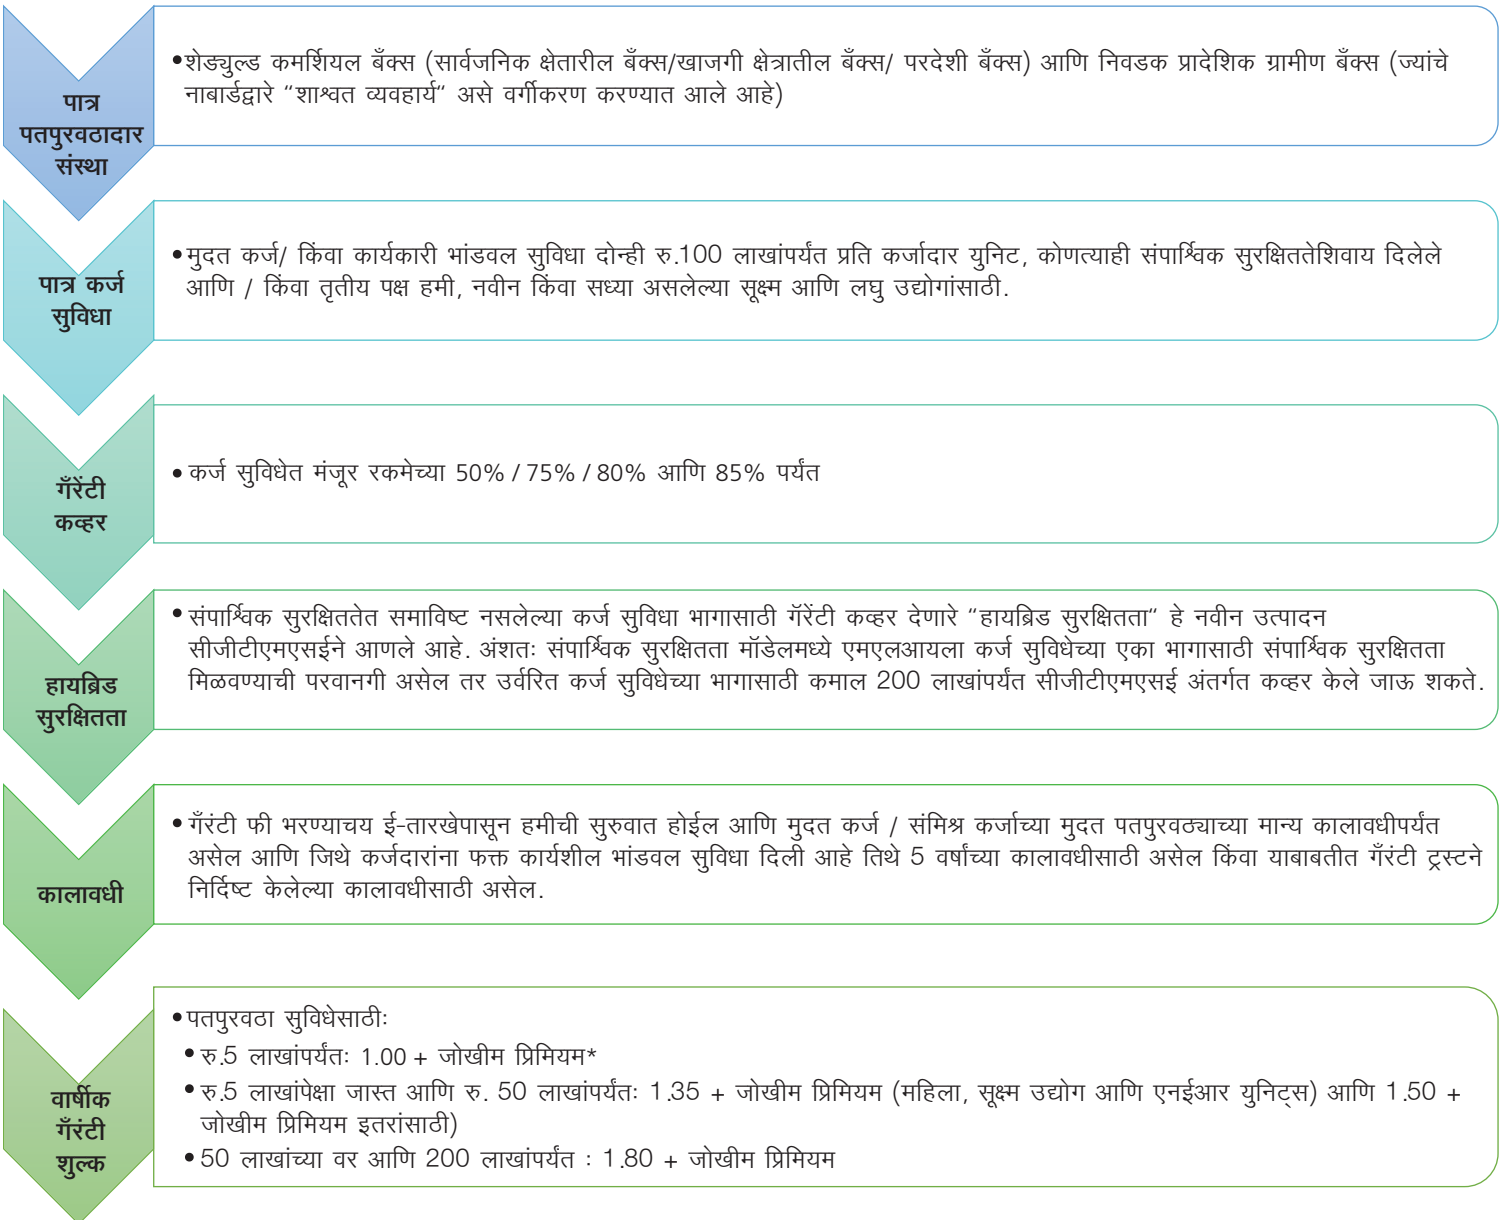 पात्र
पतपुरवठादार
संस्था
•शेड्युल्ड कमर्शियल बँक्स (सार्वजनिक क्षेतारील बँक्स/खाजगी क्षेत्रातील बँक्स/ परदेशी बँक्स) आणि निवडक प्रादेशिक ग्रामीण बँक्स (ज्यांचे
नाबार्डद्वारे “शाश्वत व्यवहार्य“ असे वर्गीकरण करण्यात आले आहे)
पात्र कर्ज
सुविधा
•मुदत कर्ज/ किंवा कार्यकारी भांडवल सुविधा दोन्ही रु.100 लाखांपर्यंत प्रति कर्जादार युनिट, कोणत्याही संपार्श्विक सुरक्षिततेशिवाय दिलेले
आणि / किंवा तृतीय पक्ष हमी, नवीन किंवा सध्या असलेल्या सूक्ष्म आणि लघु उद्योगांसाठी.
गँरेंटी
कव्हर
• कर्ज सुविधेत मंजूर रकमेच्या 50% / 75% / 80% आणि 85% पर्यंत
हायब्रिड
सुरक्षितता
• संपार्श्विक सुरक्षिततेत समाविष्ट नसलेल्या कर्ज सुविधा भागासाठी गॅरेंटी कव्हर देणारे “हायब्रिड सुरक्षितता“ हे नवीन उत्पादन
सीजीटीएमएसईने आणले आहे. अंशतः संपार्श्विक सुरक्षितता मॉडेलमध्ये एमएलआयला कर्ज सुविधेच्या एका भागासाठी संपार्श्विक सुरक्षितता
मिळवण्याची परवानगी असेल तर उर्वरित कर्ज सुविधेच्या भागासाठी कमाल 200 लाखांपर्यंत सीजीटीएमएसई अंतर्गत कव्हर केले जाऊ शकते.
कालावधी
• गँरंटी फी भरण्याचय ई-तारखेपासून हमीची सुरुवात होईल आणि मुदत कर्ज / संमिश्र कर्जाच्या मुदत पतपुरवठ्याच्या मान्य कालावधीपर्यंत
असेल आणि जिथे कर्जदारांना फक्त कार्यशील भांडवल सुविधा दिली आहे तिथे 5 वर्षांच्या कालावधीसाठी असेल किंवा याबाबतीत गँरंटी ट्रस्टने
निर्दिष्ट केलेल्या कालावधीसाठी असेल.
वार्षीक
गँरंटी
शुल्क
•पतपुरवठा सुविधेसाठीः
• रु.5 लाखांपर्यंतः 1.00 + जोखीम प्रिमियम*
• रु.5 लाखांपेक्षा जास्त आणि रु. 50 लाखांपर्यंतः 1.35 + जोखीम प्रिमियम (महिला, सूक्ष्म उद्योग आणि एनईआर युनिट्स) आणि 1.50 +
जोखीम प्रिमियम इतरांसाठी)
•50 लाखांच्या वर आणि 200 लाखांपर्यंत : 1.80 + जोखीम प्रिमियम